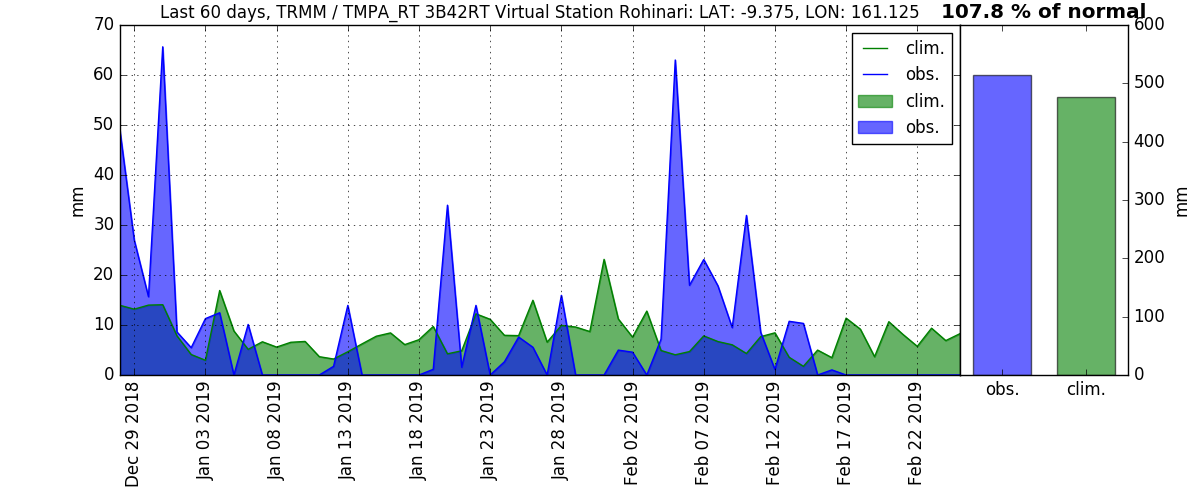 Last 60 days, TRMM / TMPA_RT 3B42RT Virtual Station Rohinari: LAT: -9.375, LON: 161.125
107.8 % of normal
70
60
50
40
30
20
10
0
mm
clim.
obs.
clim.
obs.
600
500
400
300
200
100
0
mm
Dec 29 2018
Jan 03 2019
Jan 08 2019
Jan 13 2019
Jan 18 2019
Jan 23 2019
Jan 28 2019
Feb 02 2019
Feb 07 2019
Feb 12 2019
Feb 17 2019
Feb 22 2019
obs.
clim.